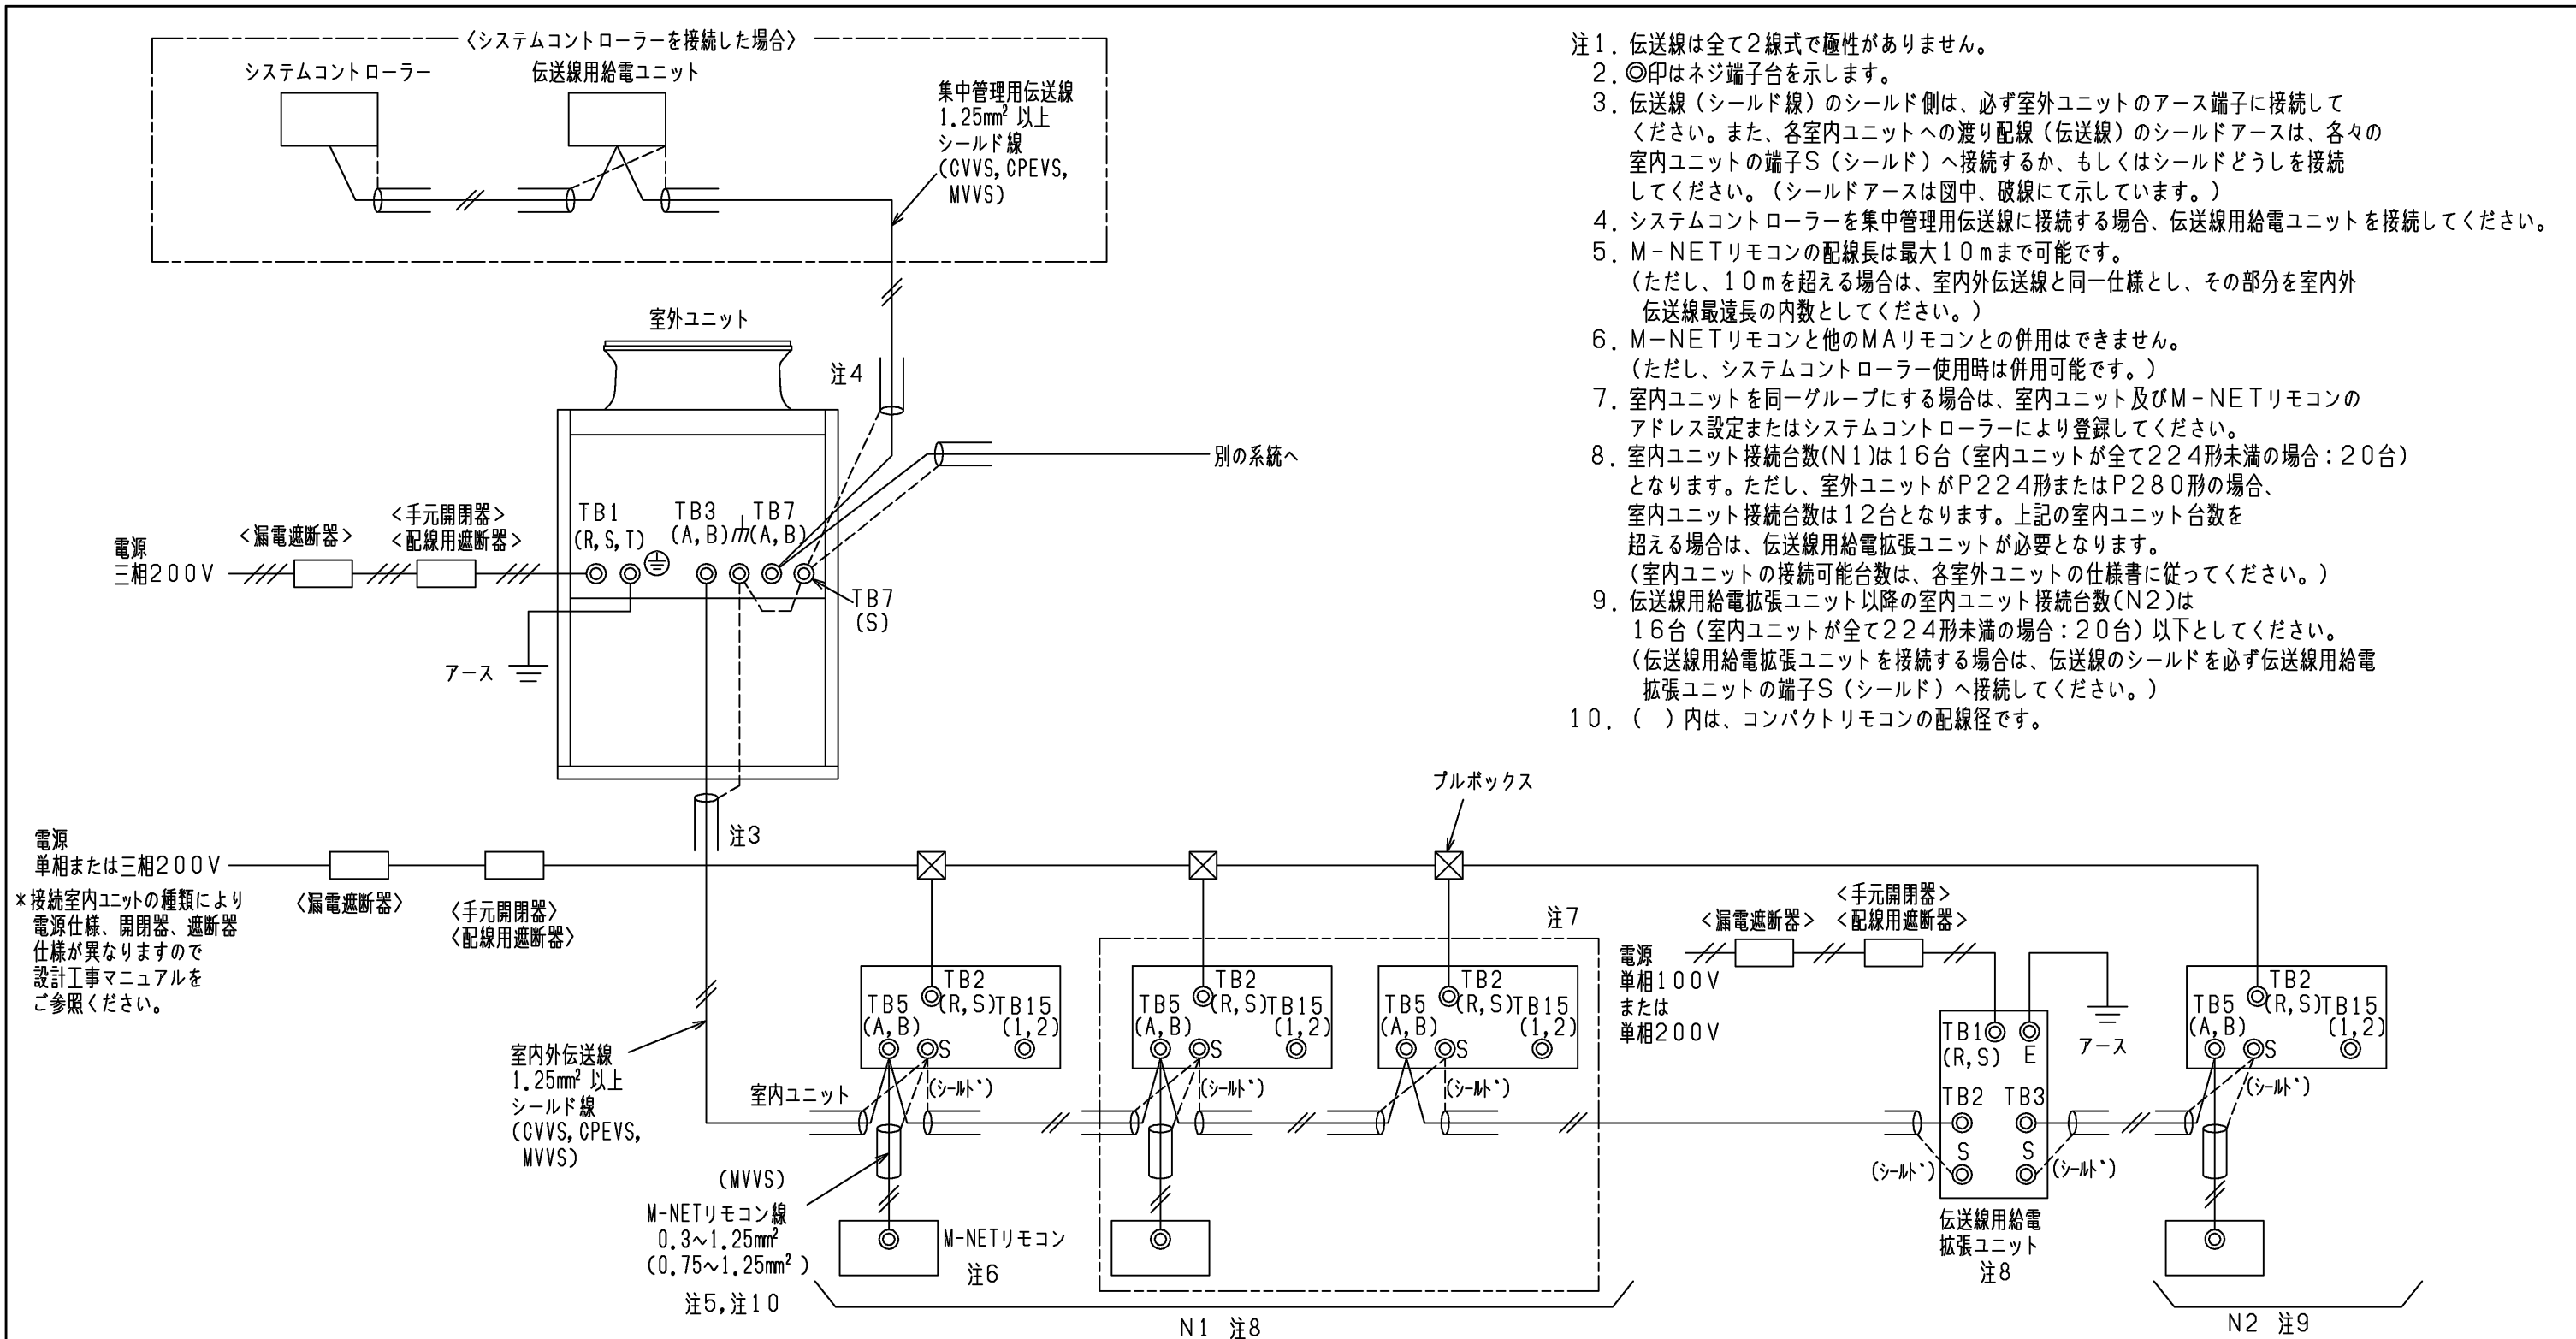 〈システムコントローラーを接続した場合〉
システムコントローラー
伝送線用給電ユニット
集中管理用伝送線
1.25mm² 以上
シールド線
(CVVS,CPEVS,
MVVS)
注1. 伝送線は全て2線式で極性がありません。
2. ◎印はネジ端子台を示します。
3. 伝送線(シールド線)のシールド側は、必ず室外ユニットのアース端子に接続して
ください。また、各室内ユニットへの渡り配線(伝送線)のシールドアースは、各々の
室内ユニットの端子S(シールド)へ接続するか、もしくはシールドどうしを接続
してください。(シールドアースは図中、破線にて示しています。)
4. システムコントローラーを集中管理用伝送線に接続する場合、伝送線用給電ユニットを接続してください。
5. M-NETリモコンの配線長は最大10mまで可能です。
(ただし、10mを超える場合は、室内外伝送線と同一仕様とし、その部分を室内外
伝送線最遠長の内数としてください。)
6. M-NETリモコンと他のMAリモコンとの併用はできません。
(ただし、システムコントローラー使用時は併用可能です。)
7. 室内ユニットを同一グループにする場合は、室内ユニット及びM-NETリモコンの
アドレス設定またはシステムコントローラーにより登録してください。
8. 室内ユニット接続台数(N1)は16台(室内ユニットが全て224形未満の場合:20台)
となります。ただし、室外ユニットがP224形またはP280形の場合、
室内ユニット接続台数は12台となります。上記の室内ユニット台数を
超える場合は、伝送線用給電拡張ユニットが必要となります。
(室内ユニットの接続可能台数は、各室外ユニットの仕様書に従ってください。)
9. 伝送線用給電拡張ユニット以降の室内ユニット接続台数(N2)は
16台(室内ユニットが全て224形未満の場合:20台)以下としてください。
(伝送線用給電拡張ユニットを接続する場合は、伝送線のシールドを必ず伝送線用給電
拡張ユニットの端子S(シールド)へ接続してください。)
10. ( )内は、コンパクトリモコンの配線径です。
室外ユニット
注4
別の系統へ
電源
三相200V
<漏電遮断器>
<手元開閉器>
<配線用遮断器>
TB1
(R,S,T)
TB3
(A,B)
TB7
(A,B)
TB7
(S)
アース
注3
プルボックス
電源
単相または三相200V
*接続室内ユニットの種類により
電源仕様、開閉器、遮断器
仕様が異なりますので
設計工事マニュアルを
ご参照ください。
〈漏電遮断器〉
〈手元開閉器〉
〈配線用遮断器〉
注7
室内外伝送線
1.25mm² 以上
シールド線
(CVVS,CPEVS,
MVVS)
室内ユニット
TB2
(R,S)
TB5
(A,B)
TB15
(1,2)
S
(シールド)
TB2
(R,S)
TB5
(A,B)
TB15
(1,2)
S
(シールド)
TB2
(R,S)
TB5
(A,B)
TB15
(1,2)
S
(シールド)
電源
単相100V
または
単相200V
<漏電遮断器>
<手元開閉器>
<配線用遮断器>
TB1
(R,S)
E
アース
TB2
TB3
S
S
(シールド)
(シールド)
伝送線用給電
拡張ユニット
注8
TB2
(R,S)
TB5
(A,B)
TB15
(1,2)
S
(シールド)
(MVVS)
M-NETリモコン線
0.3~1.25mm²
(0.75~1.25mm²)
注5,注10
M-NETリモコン
注6
N1 注8
N2 注9